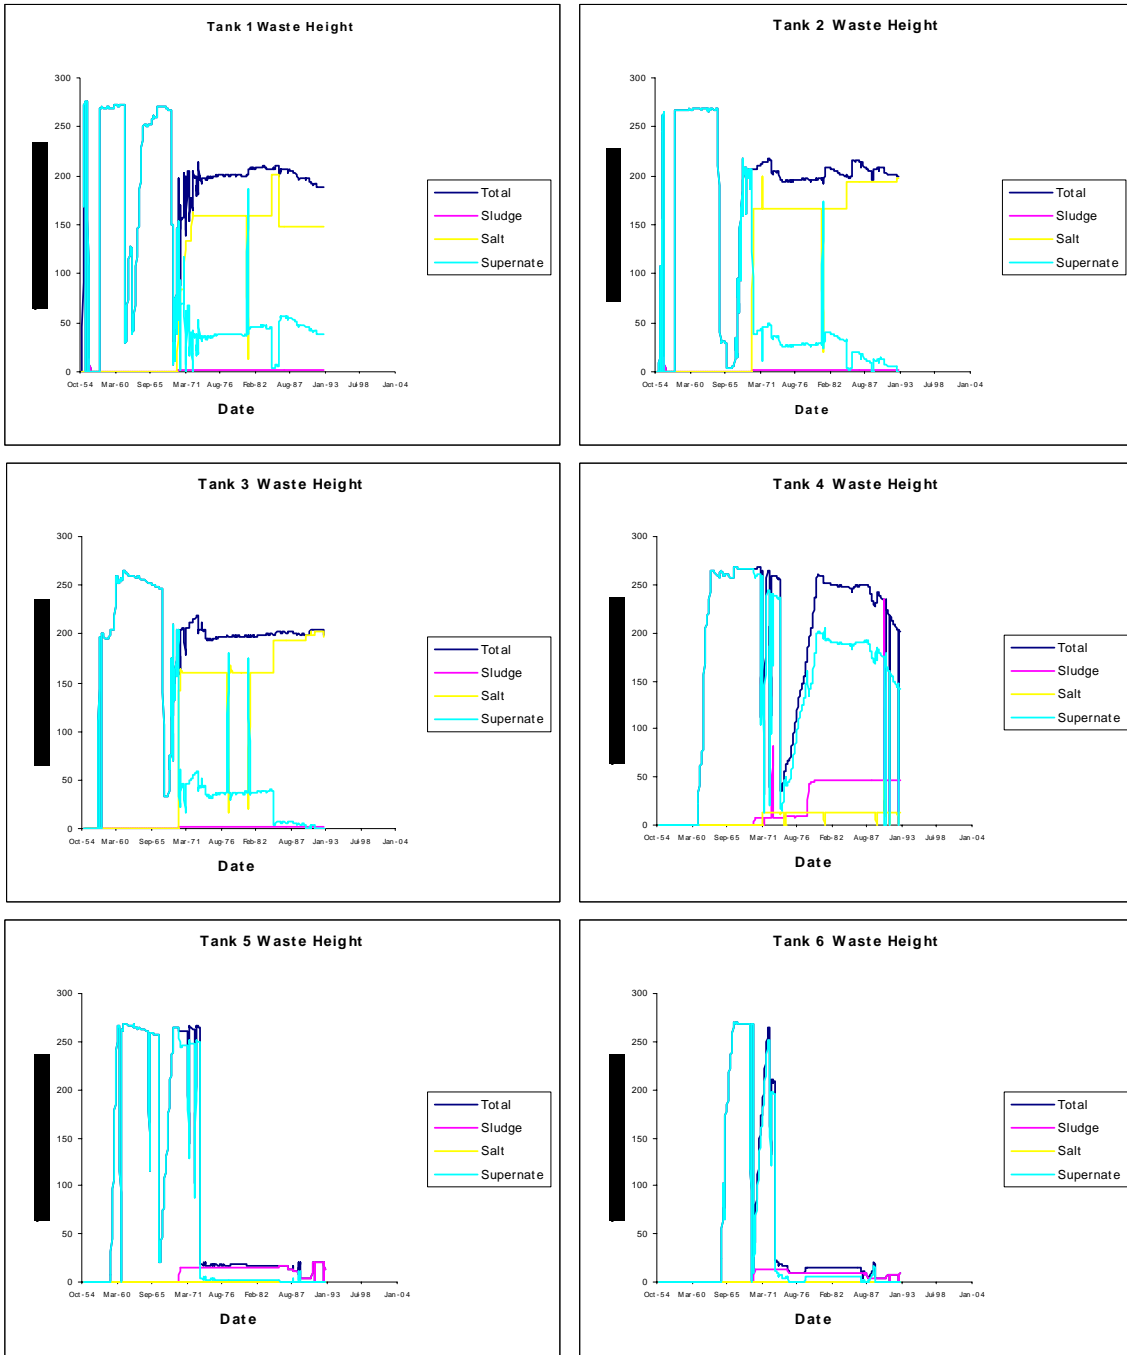 Tank 1 Waste Height
300
250
200
150
100
50
0
Oct-54 Mar-60 Sep-65 Mar-71 Aug-76 Feb-82 Aug-87 Jan-93 Jul-98 Jan-04
Date
Total
Sludge
Salt
Supernate
Tank 2 Waste Height
300
250
200
150
100
50
0
Oct-54 Mar-60 Sep-65 Mar-71 Aug-76 Feb-82 Aug-87 Jan-93 Jul-98 Jan-04
Date
Total
Sludge
Salt
Supernate
Tank 3 Waste Height
300
250
200
150
100
50
0
Oct-54 Mar-60 Sep-65 Mar-71 Aug-76 Feb-82 Aug-87 Jan-93 Jul-98 Jan-04
Date
Total
Sludge
Salt
Supernate
Tank 4 Waste Height
300
250
200
150
100
50
0
Oct-54 Mar-60 Sep-65 Mar-71 Aug-76 Feb-82 Aug-87 Jan-93 Jul-98 Jan-04
Date
Total
Sludge
Salt
Supernate
Tank 5 Waste Height
300
250
200
150
100
50
0
Oct-54 Mar-60 Sep-65 Mar-71 Aug-76 Feb-82 Aug-87 Jan-93 Jul-98 Jan-04
Date
Total
Sludge
Salt
Supernate
Tank 6 Waste Height
300
250
200
150
100
50
0
Oct-54 Mar-60 Sep-65 Mar-71 Aug-76 Feb-82 Aug-87 Jan-93 Jul-98 Jan-04
Date
Total
Sludge
Salt
Supernate